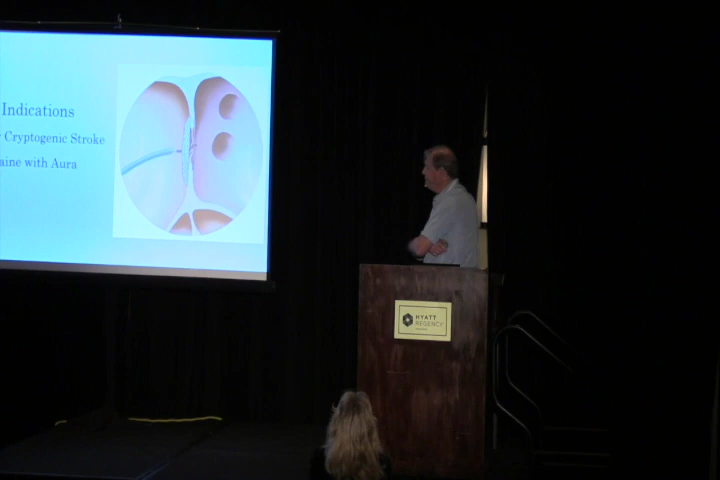 Indications
Cryptogenic Stroke
aine with Aura
HYATT
REGENCY